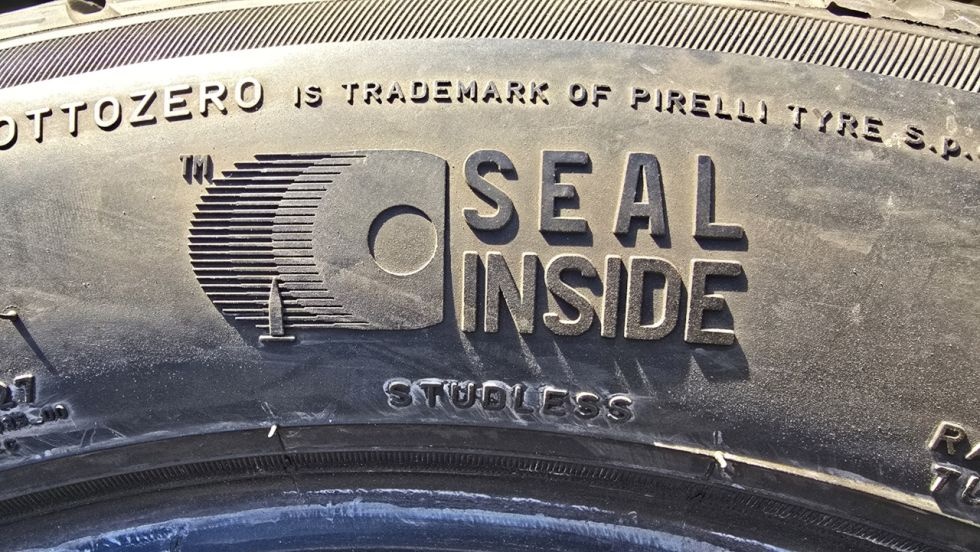 OTTOZERO IS TRADEMARK OF PIRELLI TYRE S.p.
TM
SEAL
INSIDE
STUDLESS